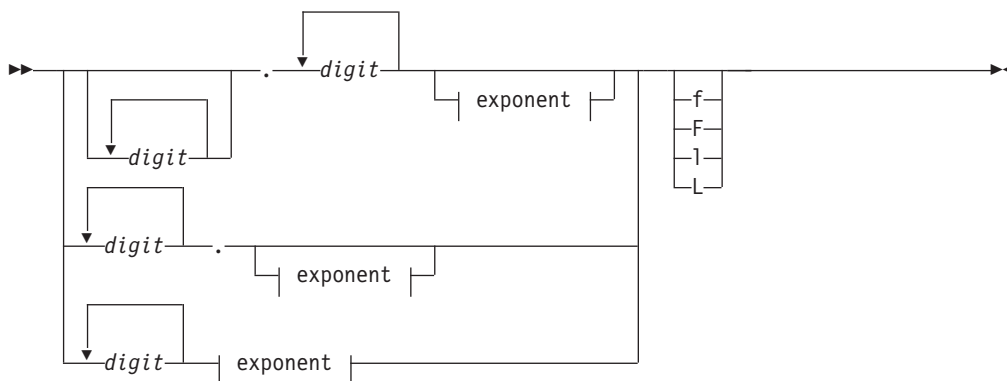 . digit exponent f
F
digit l
L
digit . exponent
digit exponent